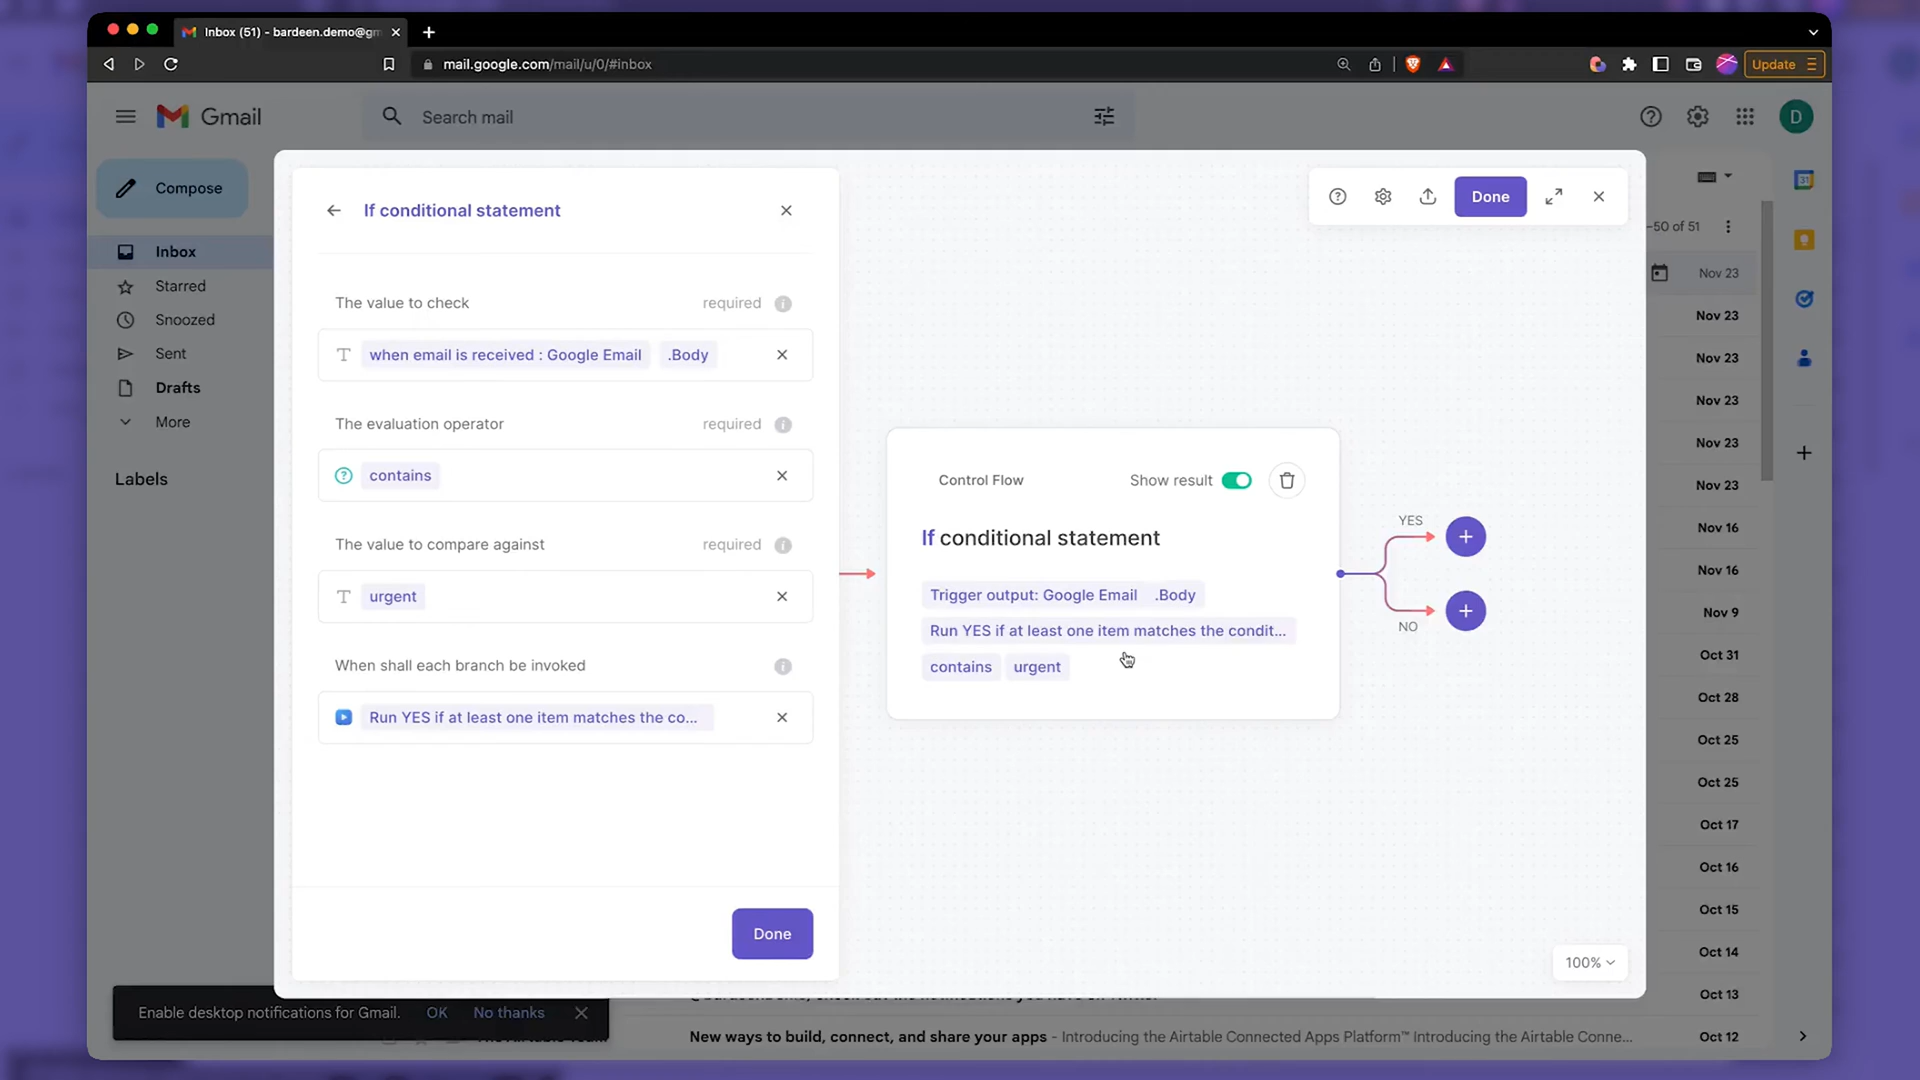 Inbox (51) - bardeen.demo@gm
mail.google.com/mail/u/0/#inbox
Update
Gmail
Search mail
D
Compose
Inbox
Starred
Snoozed
Sent
Drafts
More
Labels
If conditional statement
The value to check required
when email is received : Google Email .Body
The evaluation operator required
contains
The value to compare against required
urgent
When shall each branch be invoked
Run YES if at least one item matches the co...
Done
Done
Control Flow Show result
If conditional statement
Trigger output: Google Email .Body
Run YES if at least one item matches the condit...
contains urgent
YES
NO
100%
-50 of 51
Nov 23
Nov 23
Nov 23
Nov 23
Nov 23
Nov 23
Nov 16
Nov 16
Nov 9
Oct 31
Oct 28
Oct 25
Oct 25
Oct 17
Oct 16
Oct 15
Oct 14
Oct 13
Enable desktop notifications for Gmail. OK No thanks
New ways to build, connect, and share your apps - Introducing the Airtable Connected Apps Platform™ Introducing the Airtable Conne... Oct 12